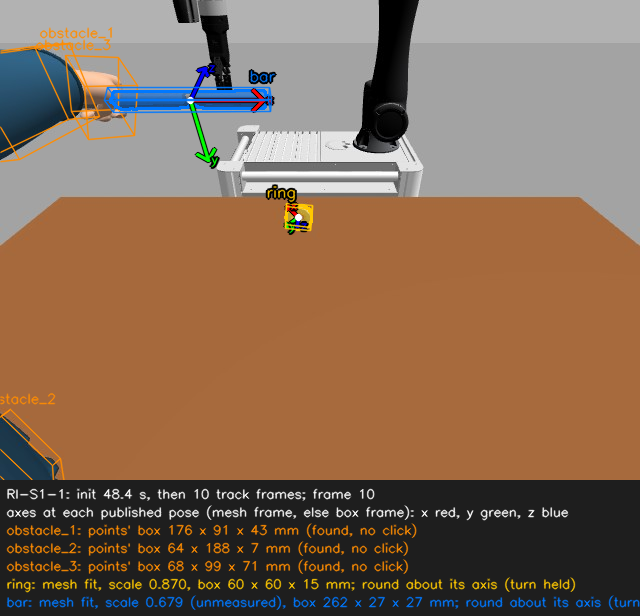 obstacle_1
obstacle_3
bar
y
ring
stacle_2
RI-S1-1: init 48.4 s, then 10 track frames; frame 10
axes at each published pose (mesh frame, else box frame): x red, y green, z blue
obstacle_1: points' box 176 x 91 x 43 mm (found, no click)
obstacle_2: points' box 64 x 188 x 7 mm (found, no click)
obstacle_3: points' box 68 x 99 x 71 mm (found, no click)
ring: mesh fit, scale 0.870, box 60 x 60 x 15 mm; round about its axis (turn held)
bar: mesh fit, scale 0.679 (unmeasured), box 262 x 27 x 27 mm; round about its axis (tur